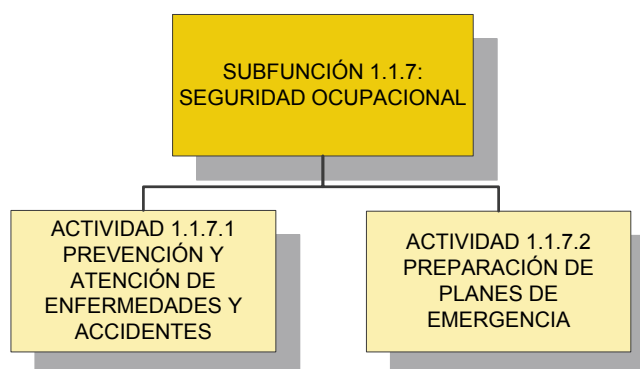 SUBFUNCIÓN 1.1.7:
SEGURIDAD OCUPACIONAL
ACTIVIDAD 1.1.7.1
PREVENCIÓN Y
ATENCIÓN DE
ENFERMEDADES Y
ACCIDENTES
ACTIVIDAD 1.1.7.2
PREPARACIÓN DE
PLANES DE
EMERGENCIA